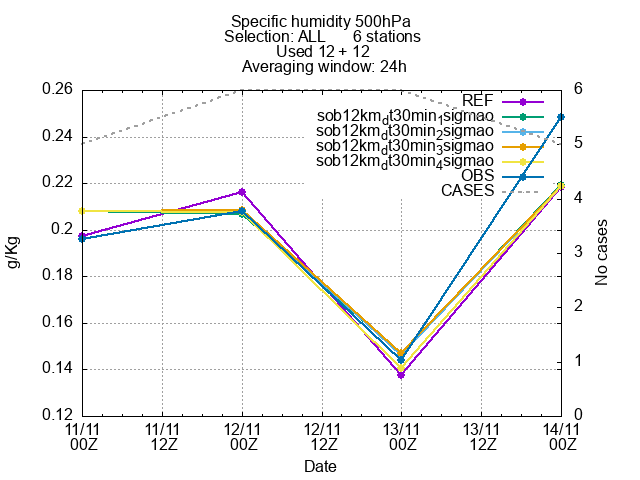 Specific humidity 500hPa
Selection: ALL 6 stations
Used 12 + 12
Averaging window: 24h
REF
sob12km_dt30min_1sigmao
sob12km_dt30min_2sigmao
sob12km_dt30min_3sigmao
sob12km_dt30min_4sigmao
OBS
CASES
0.26
0.24
0.22
0.2
0.18
0.16
0.14
0.12
g/Kg
6
5
4
3
2
1
0
No cases
11/11 11/11 12/11 12/11 13/11 13/11 14/11
00Z 12Z 00Z 12Z 00Z 12Z 00Z
Date